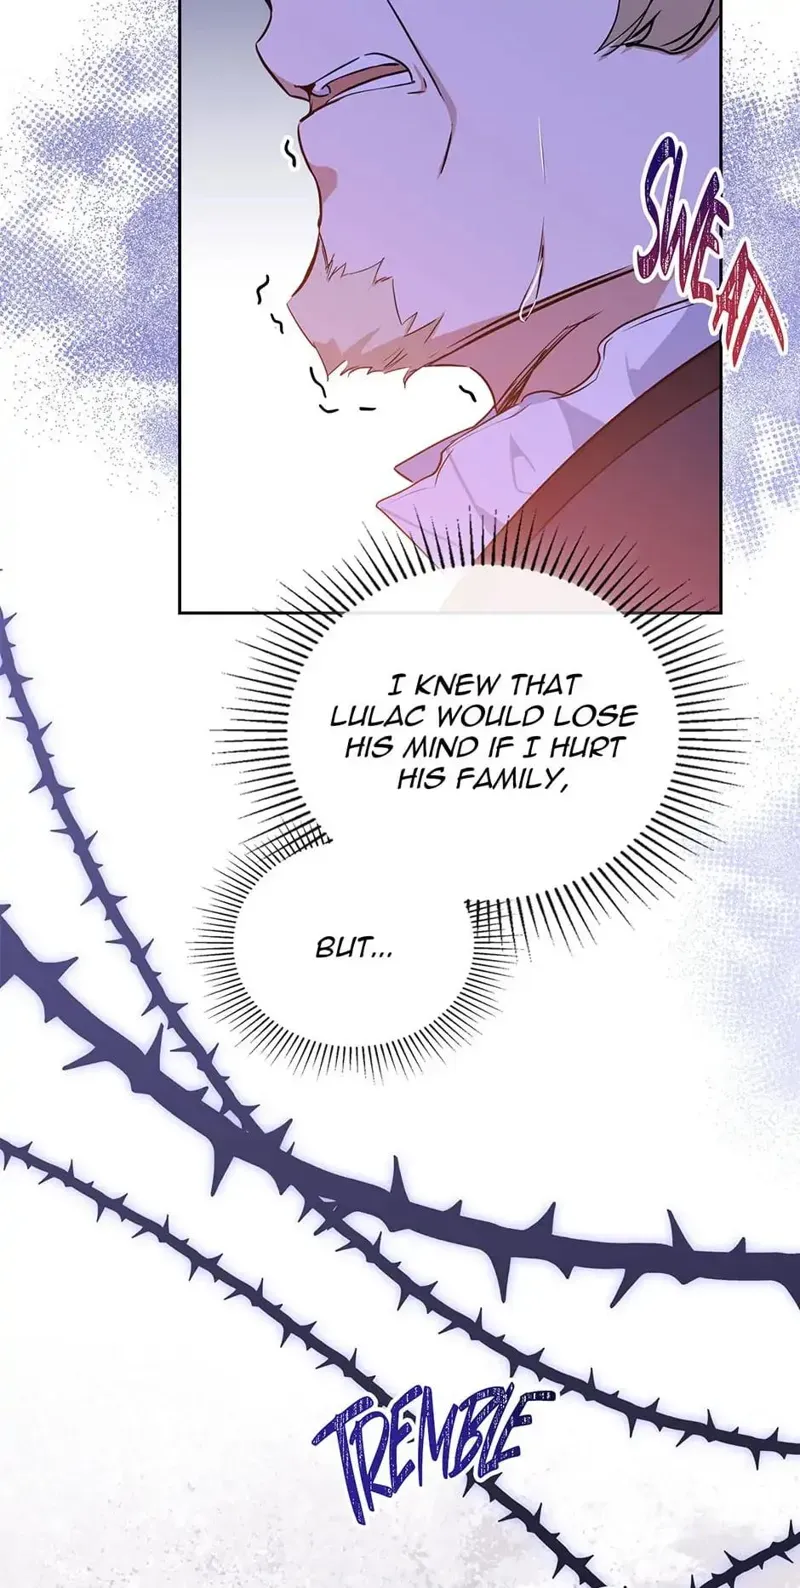 SWEAT
I KNEW THAT
LULAC WOULD LOSE
HIS MIND IF I HURT
HIS FAMILY,
BUT...
TREMBLE